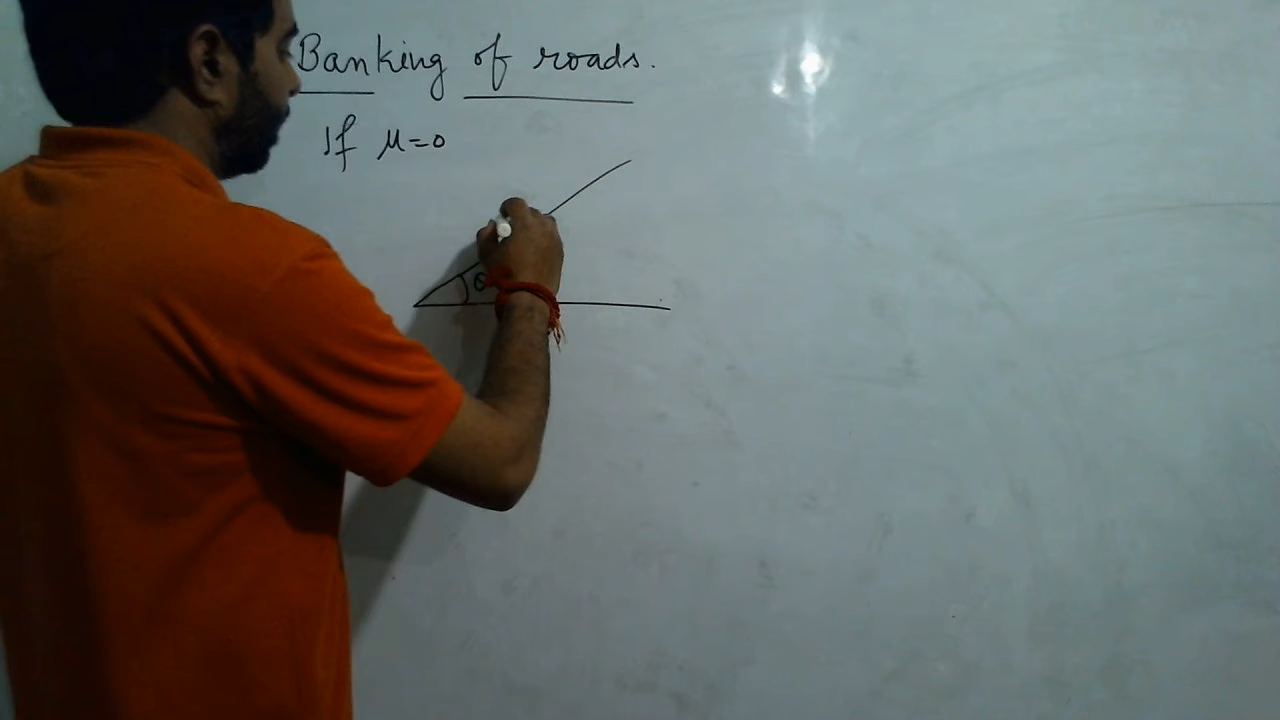 Banking of roads.
If μ=0
θ